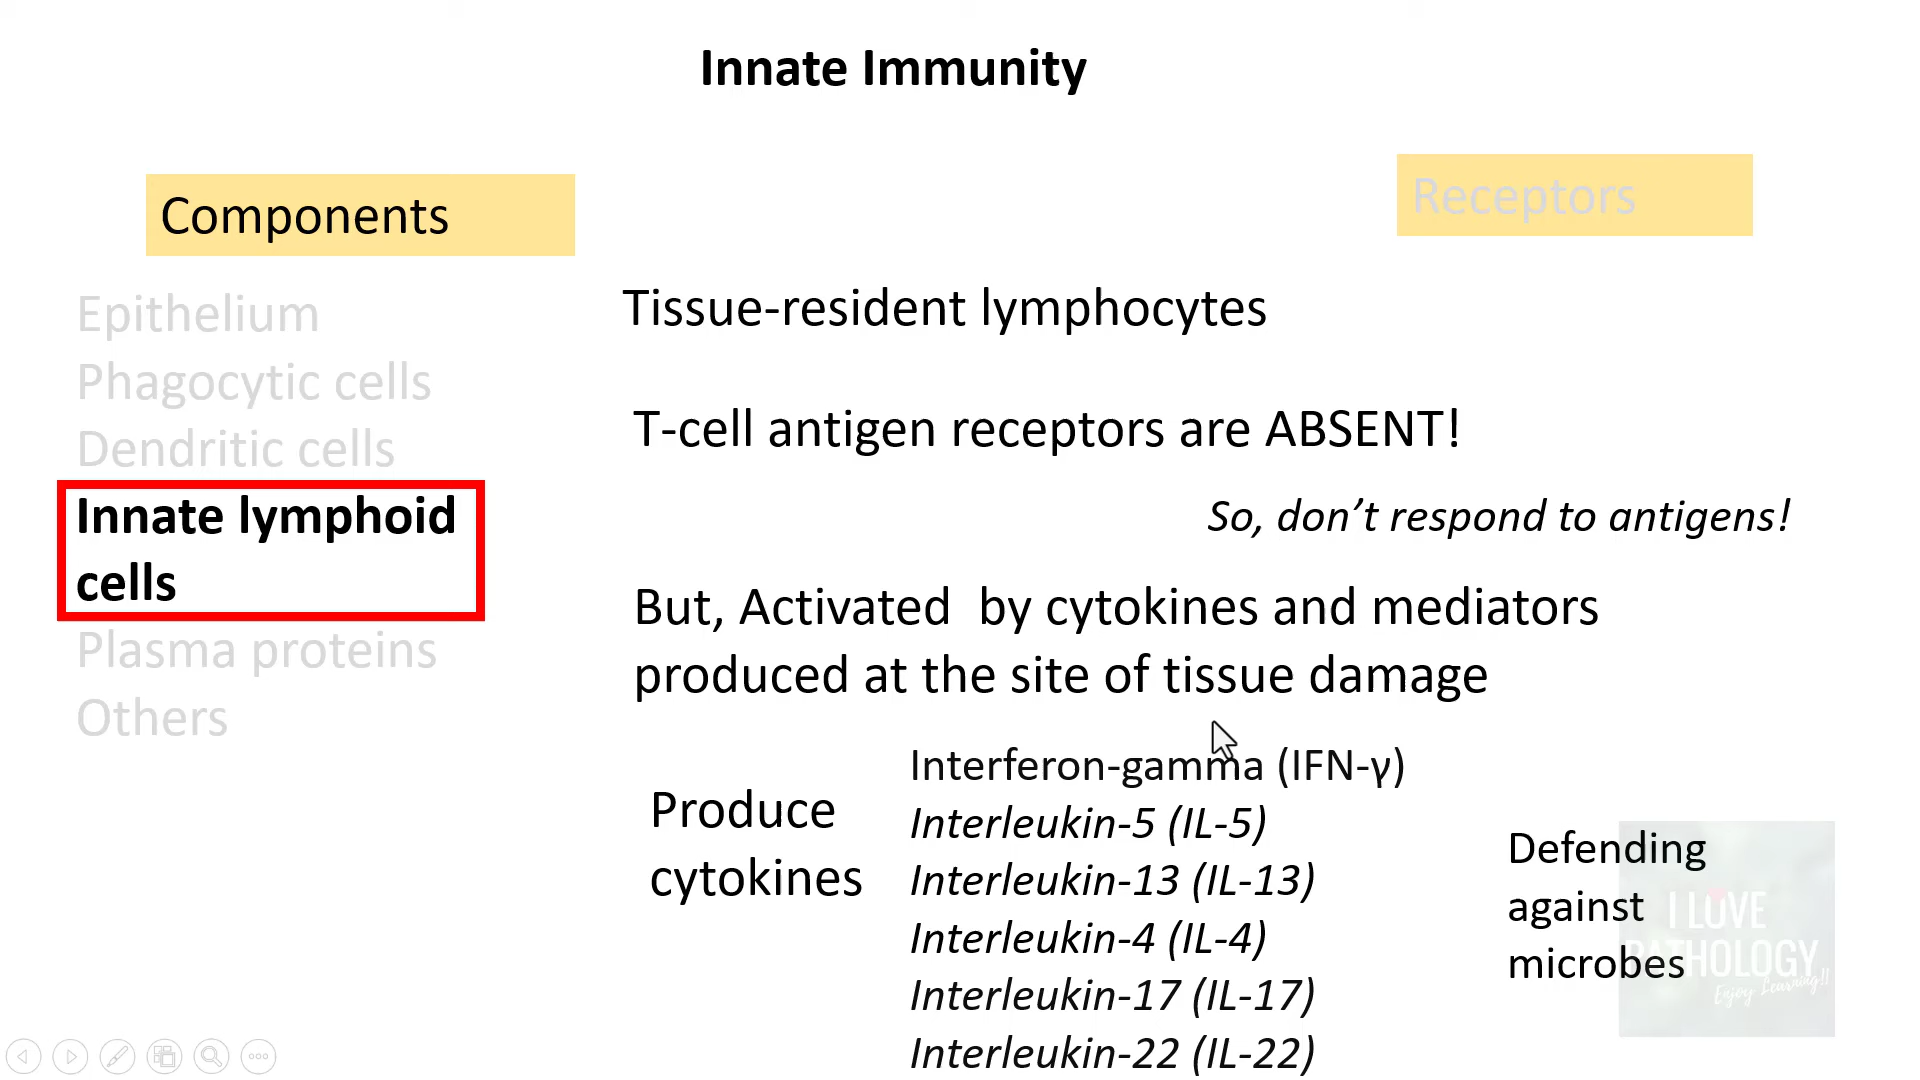 Innate Immunity
Components
Receptors
Epithelium
Phagocytic cells
Dendritic cells
Innate lymphoid
cells
Plasma proteins
Others
Tissue-resident lymphocytes
T-cell antigen receptors are ABSENT!
So, don’t respond to antigens!
But, Activated  by cytokines and mediators
produced at the site of tissue damage
Produce
cytokines
Interferon-gamma (IFN-γ)
Interleukin-5 (IL-5)
Interleukin-13 (IL-13)
Interleukin-4 (IL-4)
Interleukin-17 (IL-17)
Interleukin-22 (IL-22)
Defending
against
microbes
I LOVE
PATHOLOGY
Enjoy Learning!!